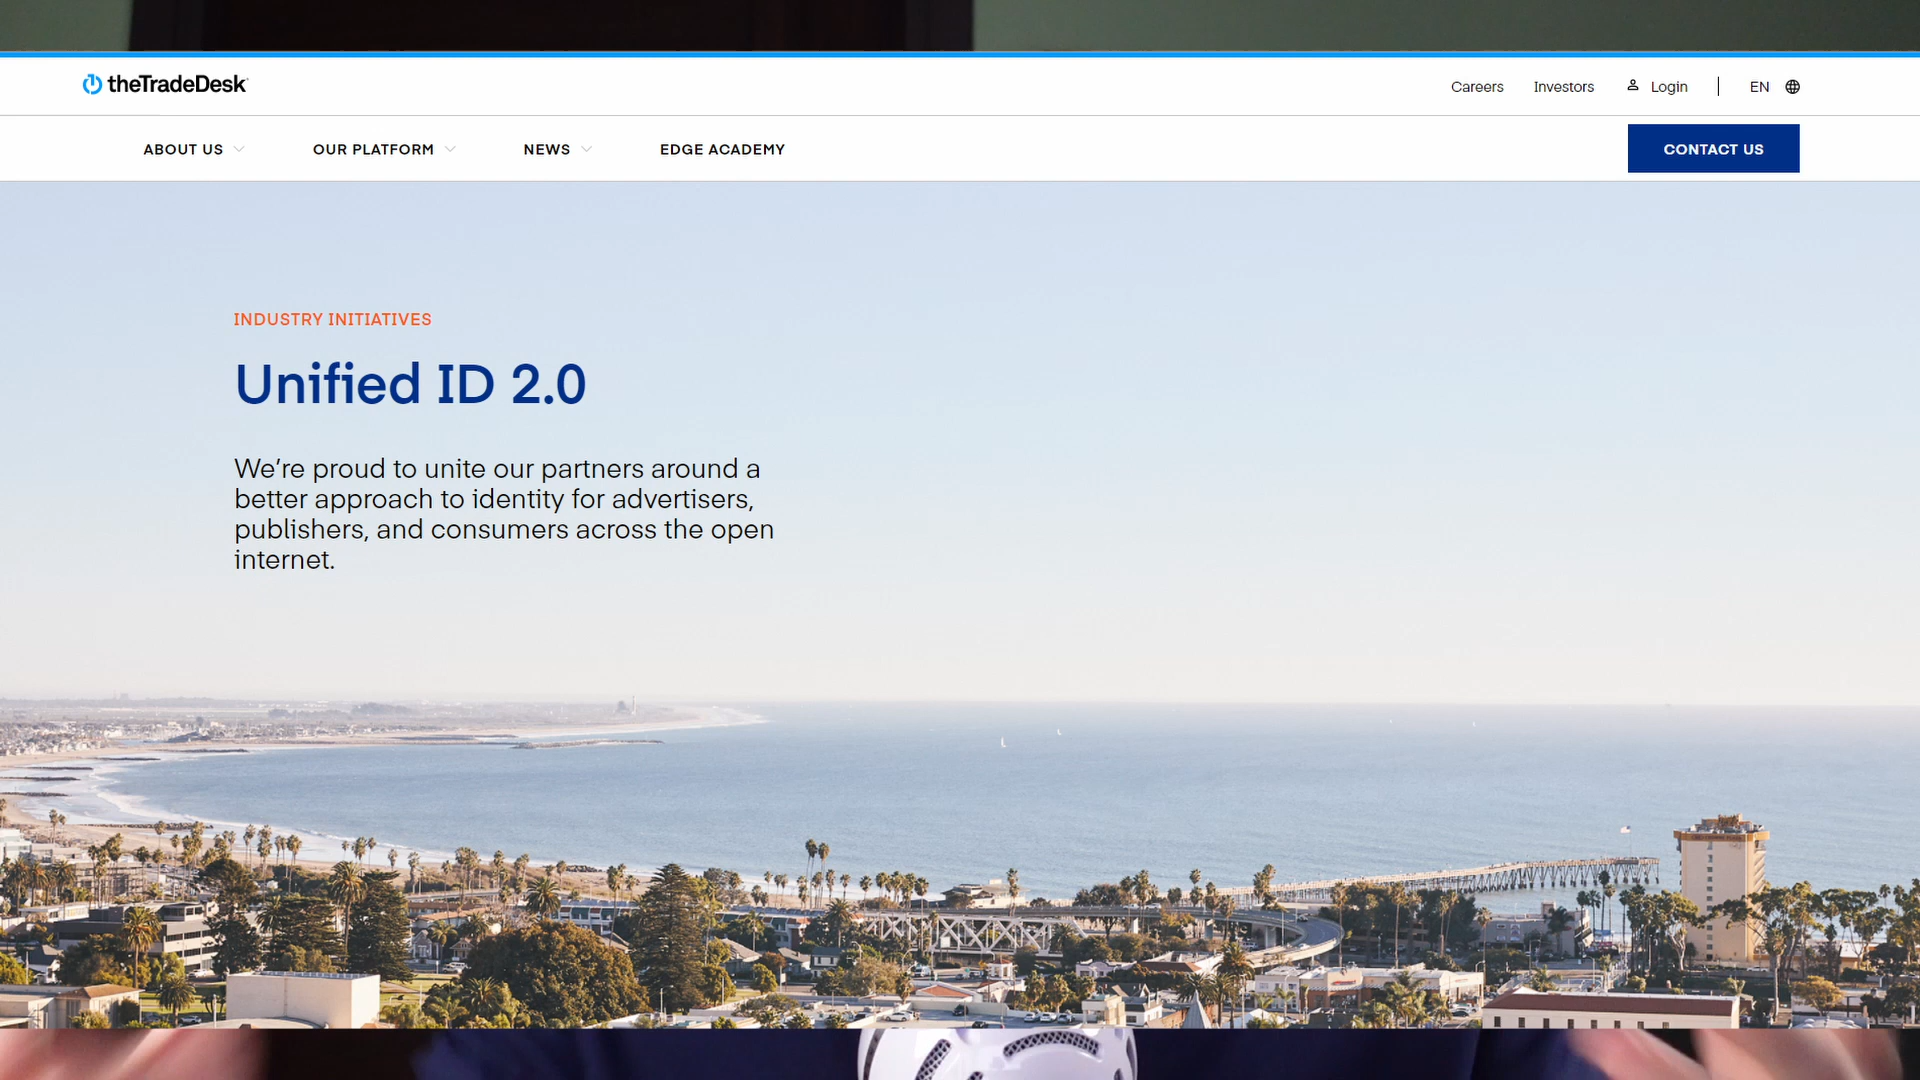 theTradeDesk
Careers Investors Login EN
ABOUT US OUR PLATFORM NEWS EDGE ACADEMY CONTACT US
INDUSTRY INITIATIVES
Unified ID 2.0
We’re proud to unite our partners around a
better approach to identity for advertisers,
publishers, and consumers across the open
internet.